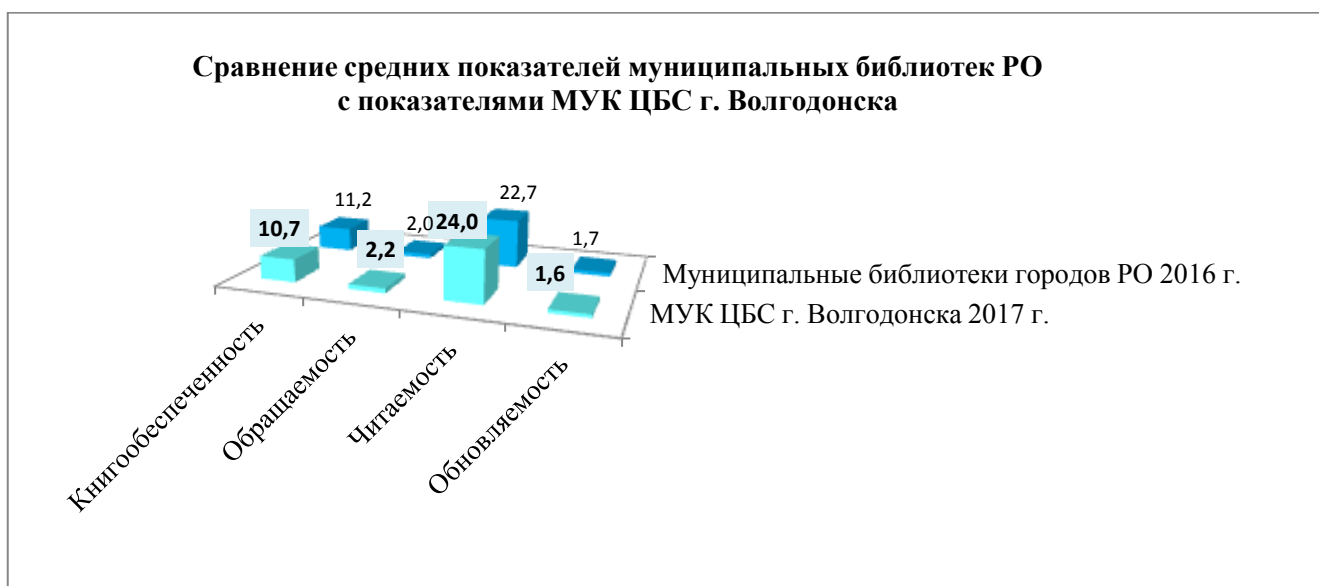 Сравнение средних показателей муниципальных библиотек РО
с показателями МУК ЦБС г. Волгодонска
11,2
2,0
22,7
1,7
10,7
2,2
24,0
1,6
Муниципальные библиотеки городов РО 2016 г.
МУК ЦБС г. Волгодонска 2017 г.
Книгообеспеченность
Обращаемость
Читаемость
Обновляемость